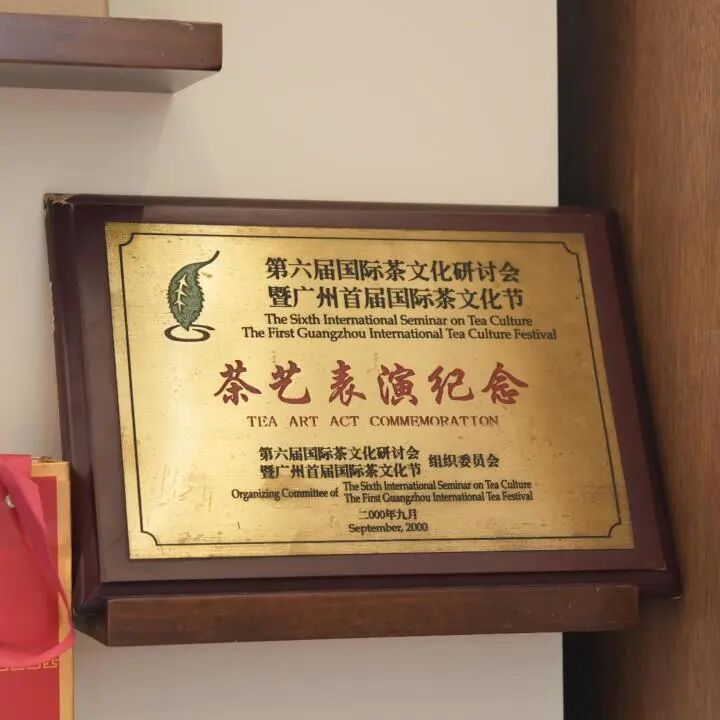 第六届国际茶文化研讨会
暨广州首届国际茶文化节
The Sixth International Seminar on Tea Culture
The First Guangzhou International Tea Culture Festival
茶艺表演纪念
TEA ART ACT COMMEMORATION
第六届国际茶文化研讨会
暨广州首届国际茶文化节 组织委员会
Organizing Committee of The Sixth International Seminar on Tea Culture
The First Guangzhou International Tea Festival
二000年九月
September, 2000